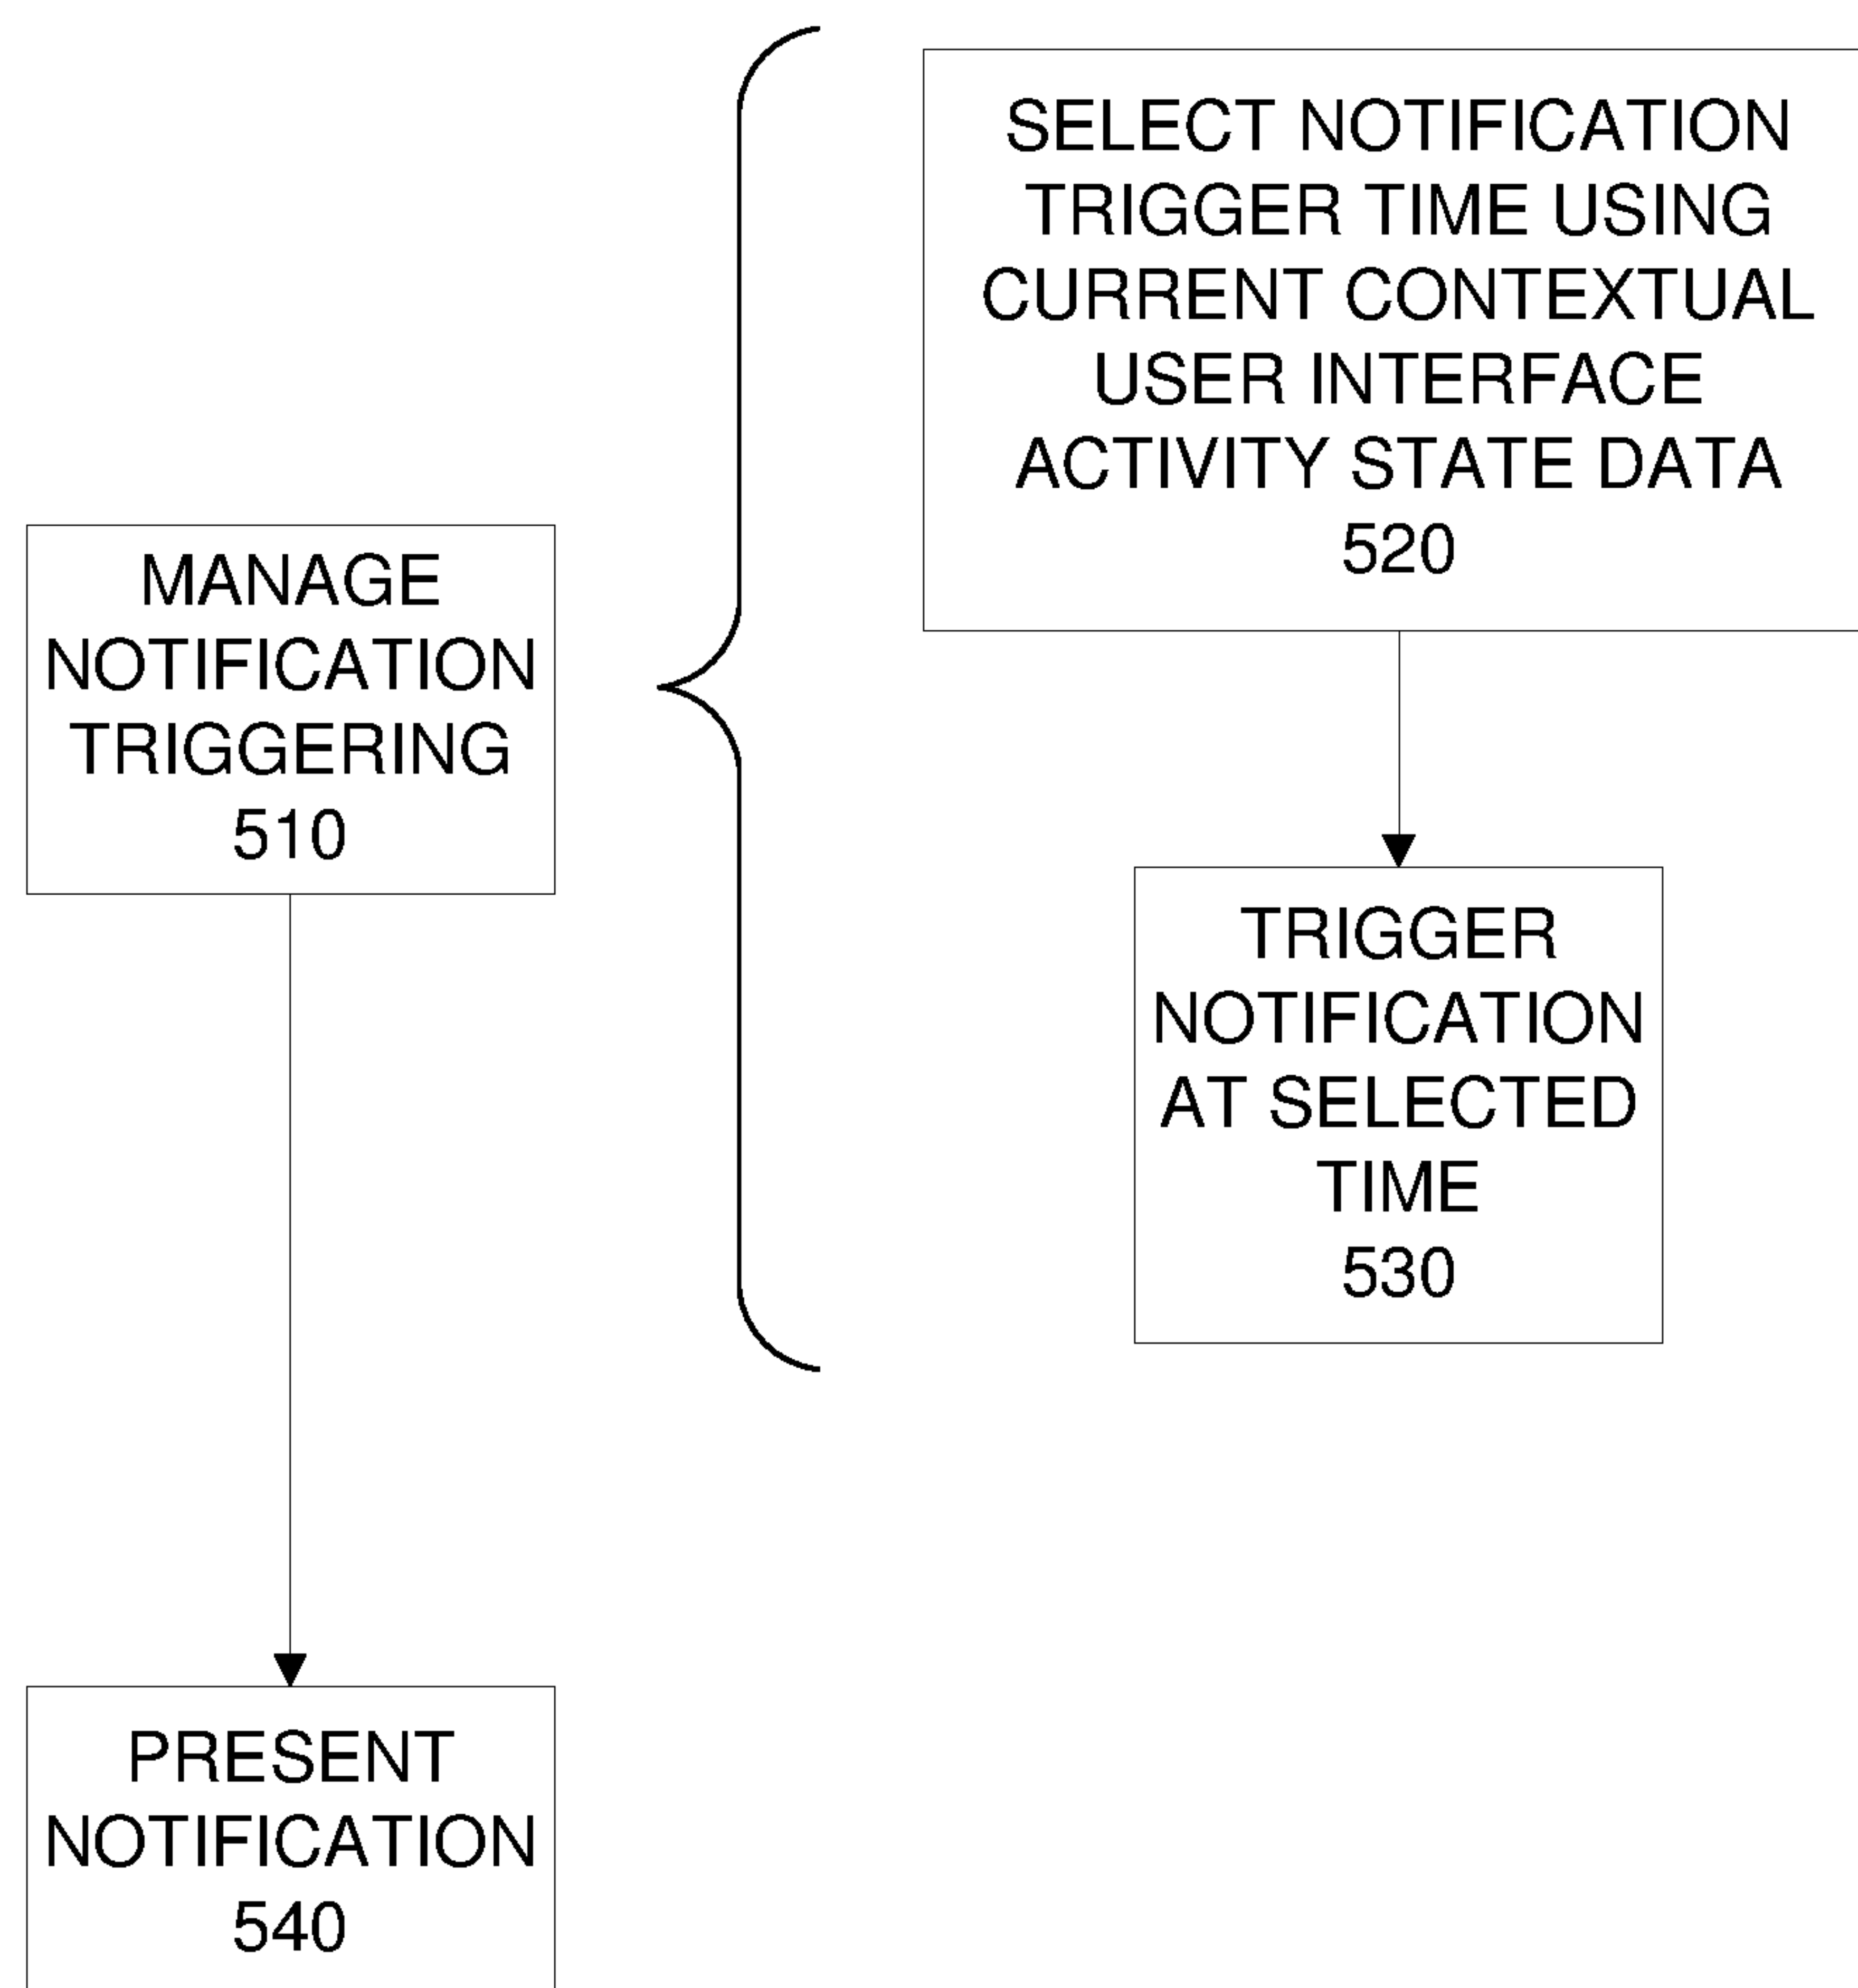 MANAGE
NOTIFICATION
TRIGGERING
510
SELECT NOTIFICATION
TRIGGER TIME USING
CURRENT CONTEXTUAL
USER INTERFACE
ACTIVITY STATE DATA
520
TRIGGER
NOTIFICATION
AT SELECTED
TIME
530
PRESENT
NOTIFICATION
540